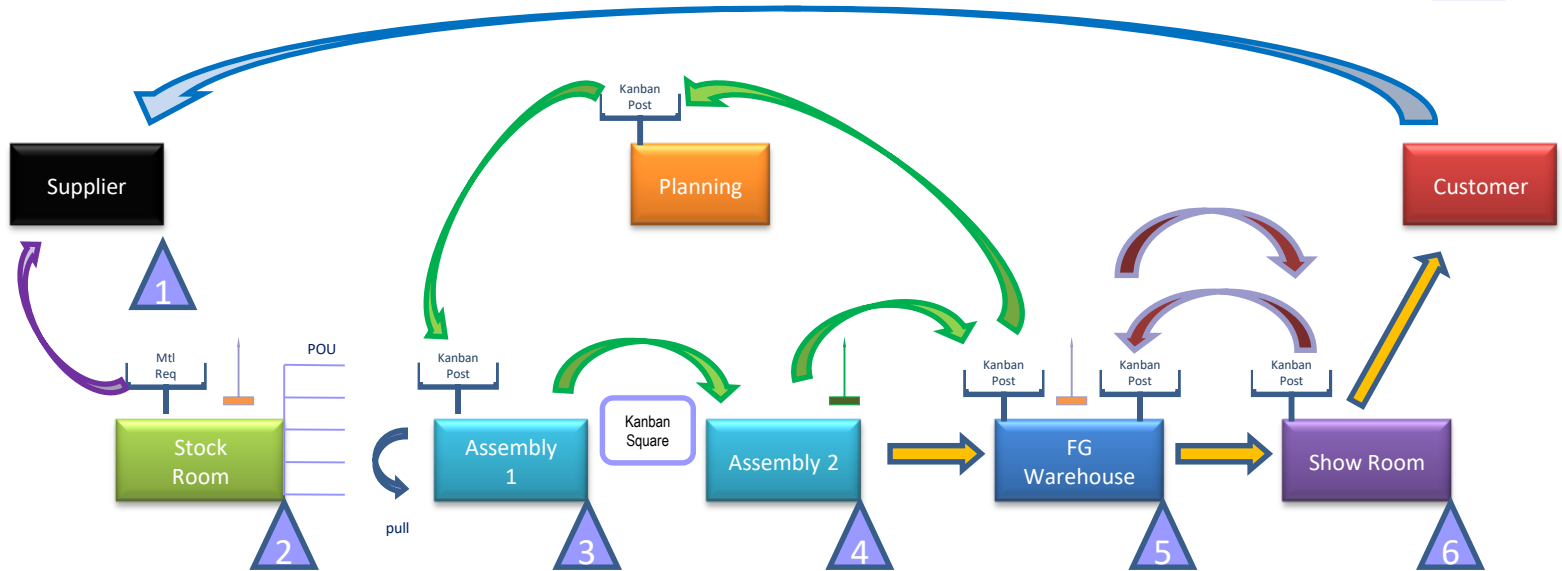 Kanban
Post
Supplier
Planning
Customer
1
POU
Mtl
Req
Kanban
Post
Kanban
Post
Kanban
Post
Kanban
Post
Stock
Room
Assembly
1
Kanban
Square
Assembly 2
FG
Warehouse
Show Room
pull
2
3
4
5
6